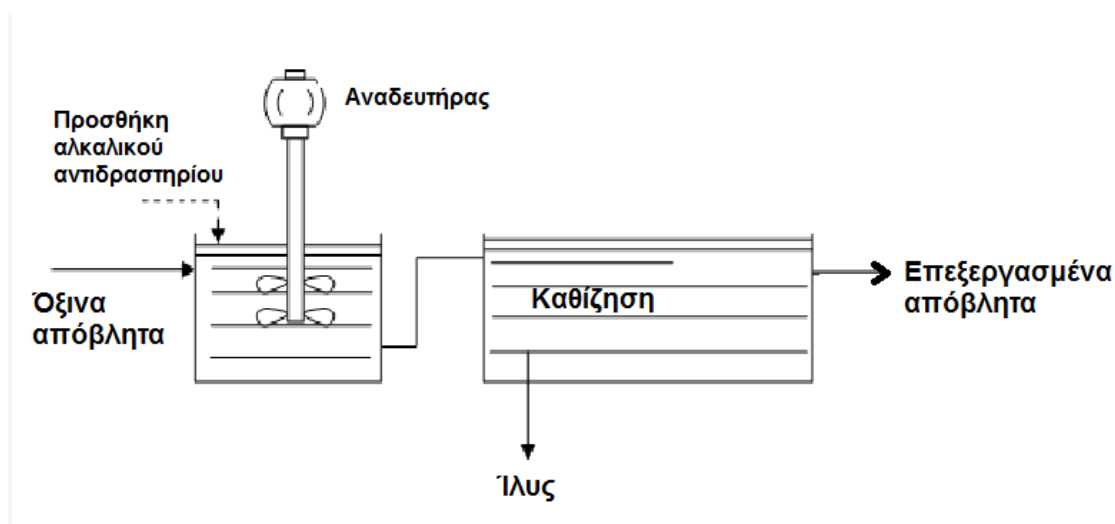 Αναδευτήρας
Προσθήκη
αλκαλικού
αντιδραστηρίου
Όξινα
απόβλητα
Καθίζηση
Επεξεργασμένα
απόβλητα
Ίλυς